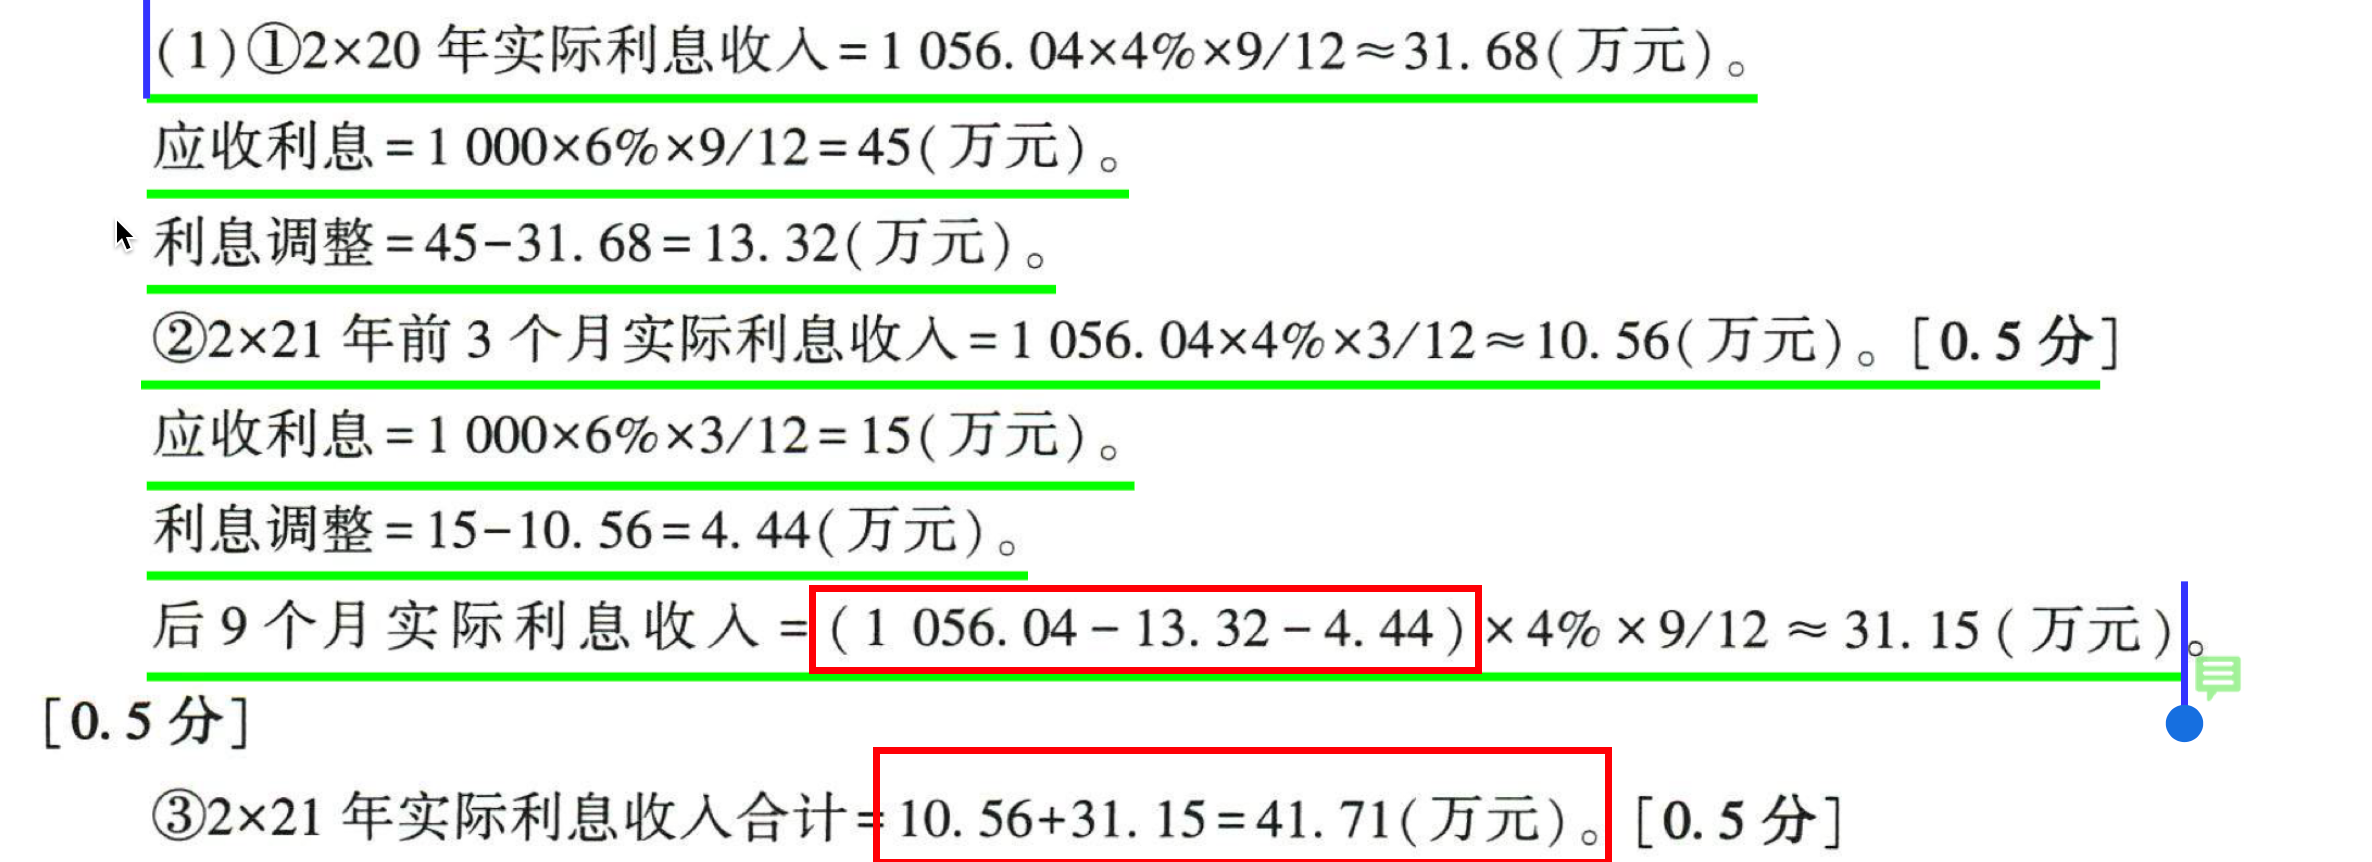 (1)①2×20 年实际利息收入=1 056.04×4%×9/12≈31.68(万元)。
应收利息=1 000×6%×9/12=45(万元)。
利息调整=45-31.68=13.32(万元)。
②2×21 年前 3 个月实际利息收入=1 056.04×4%×3/12≈10.56(万元)。[0.5 分]
应收利息=1 000×6%×3/12=15(万元)。
利息调整=15-10.56=4.44(万元)。
后 9 个月实际利息收入=(1 056.04-13.32-4.44)×4%×9/12≈31.15(万元)。
[0.5 分]
③2×21 年实际利息收入合计=10.56+31.15=41.71(万元)。[0.5 分]